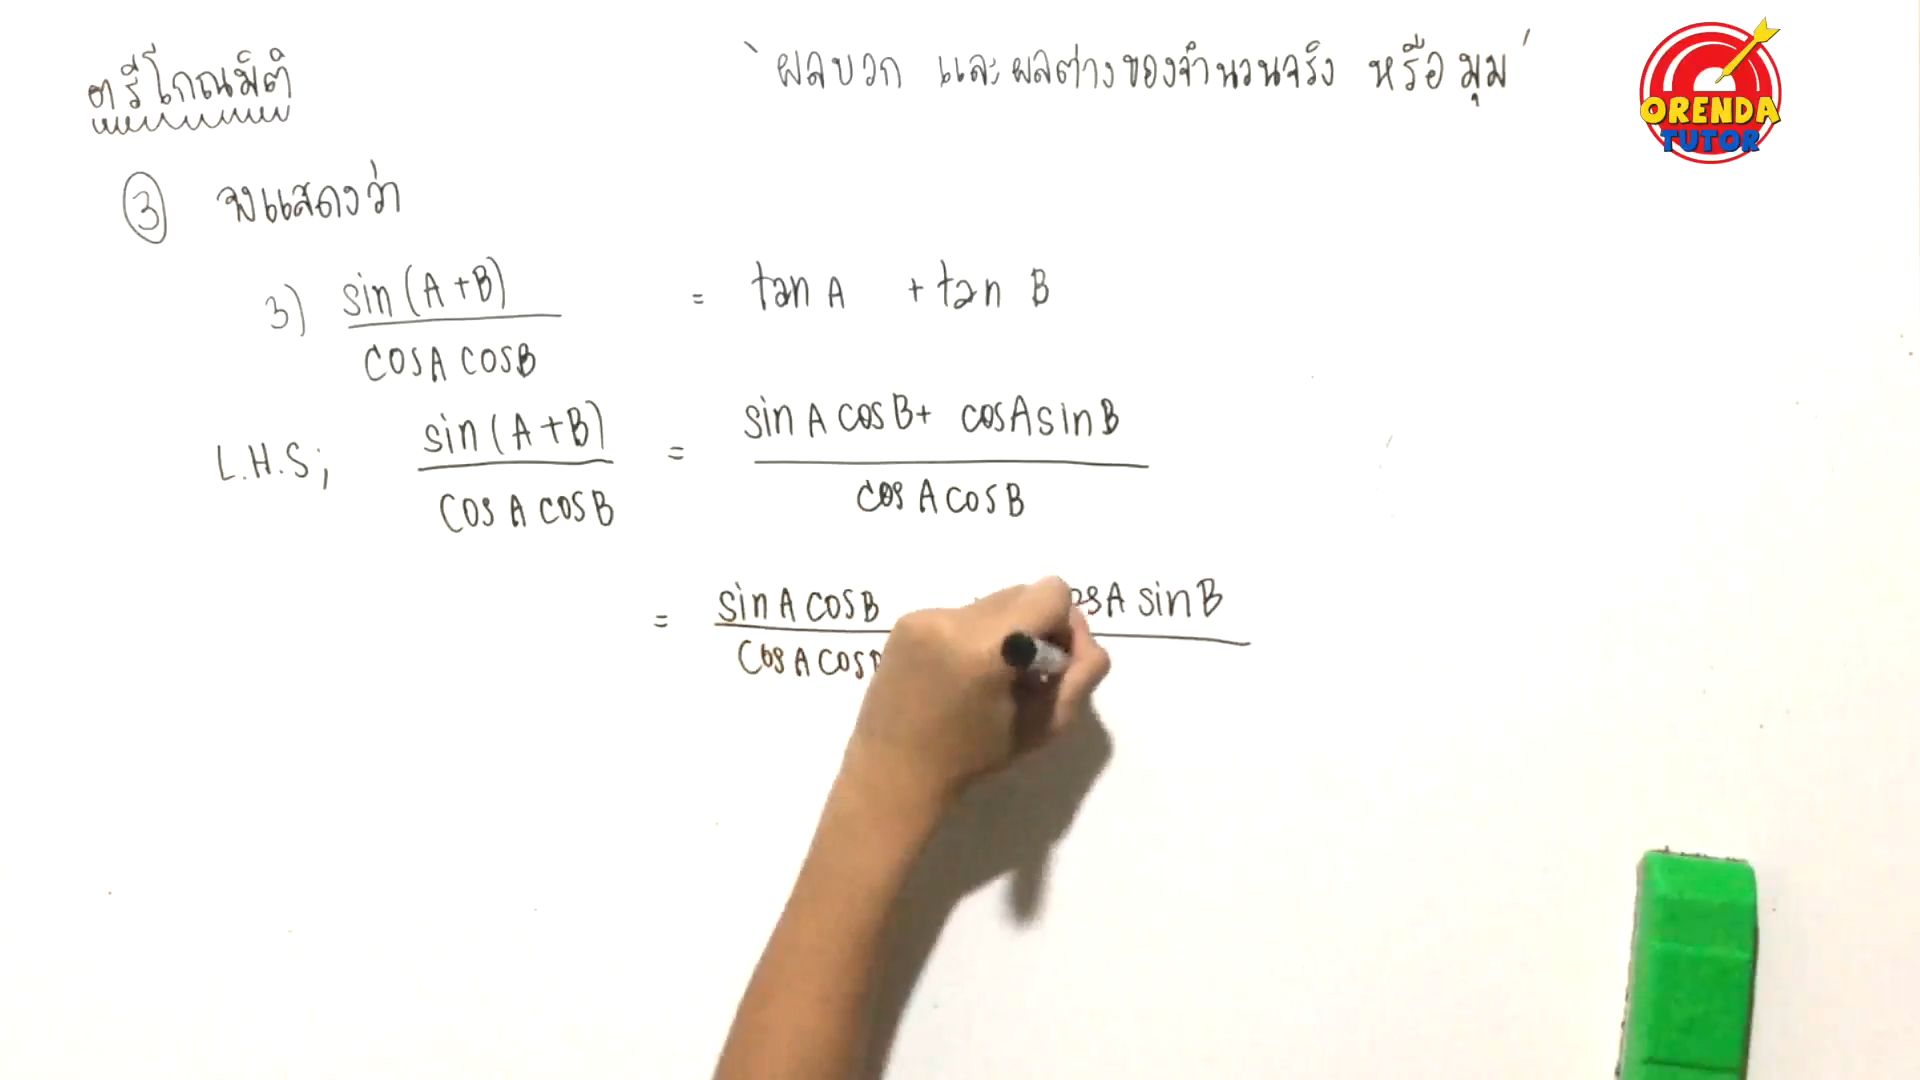 ตรีโกณมิติ
`ผลบวก และผลต่างของจำนวนจริง หรือ มุม'
ORENDA
TUTOR
3 จงแสดงว่า
3) sin(A+B) = tan A + tan B
cosA cosB
L.H.S; sin(A+B) = sin A cos B + cosA sin B
cos A cos B cos A cos B
= sin A cos B cosA sin B
cos A cos